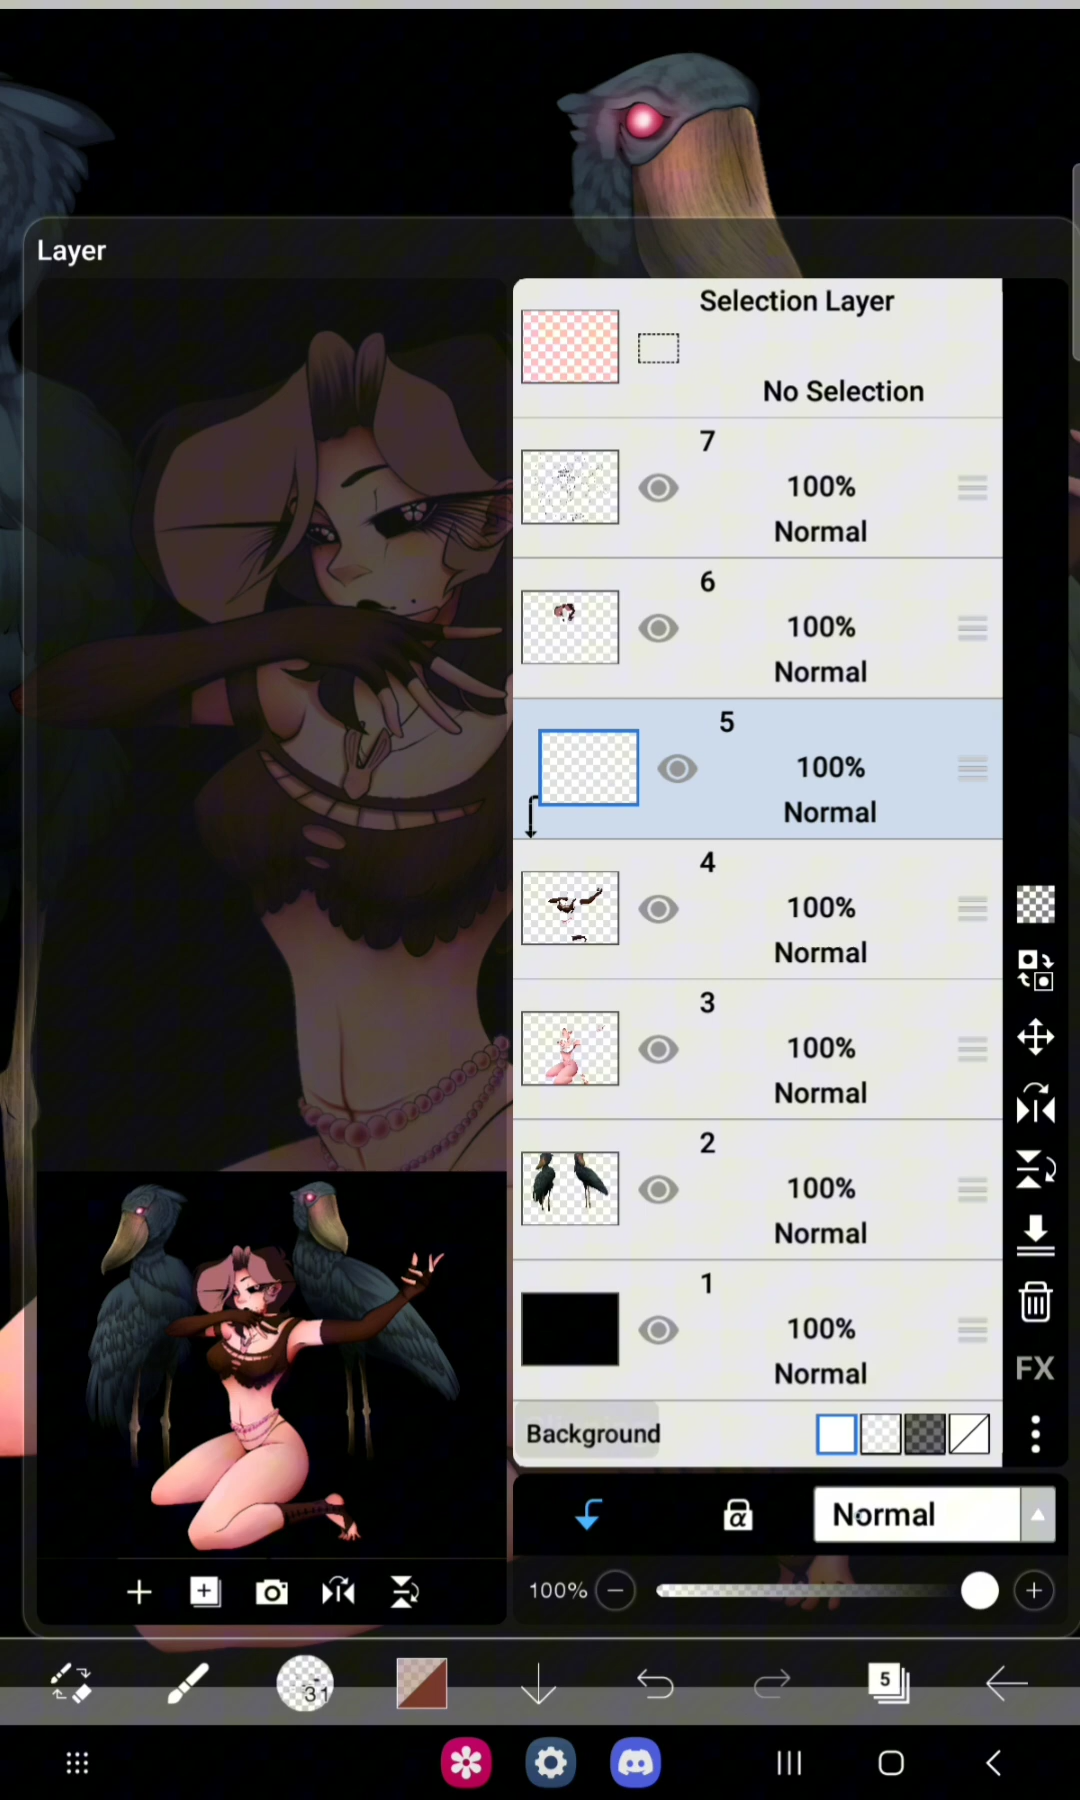 Layer
Selection Layer
No Selection
7
100%
Normal
6
100%
Normal
5
100%
Normal
4
100%
Normal
3
100%
Normal
2
100%
Normal
1
100%
Normal
Background
FX
α
Normal
100%
31
5